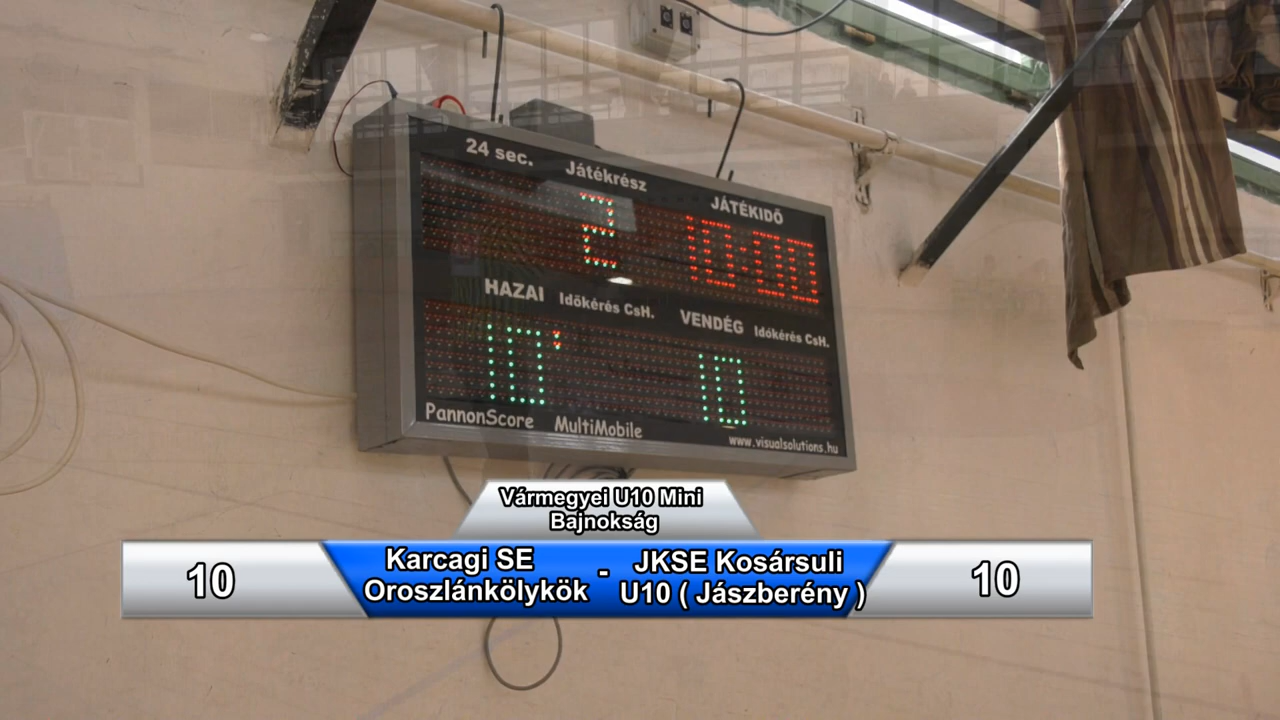 24 sec.
Játékrész
JÁTÉKIDŐ
2
10:00
HAZAI
Időkérés CsH.
VENDÉG
Időkérés CsH.
10'
10
PannonScore
MultiMobile
www.visualsolutions.hu
Vármegyei U10 Mini
Bajnokság
10
Karcagi SE
Oroszlánkölykök
-
JKSE Kosársuli
U10 ( Jászberény )
10